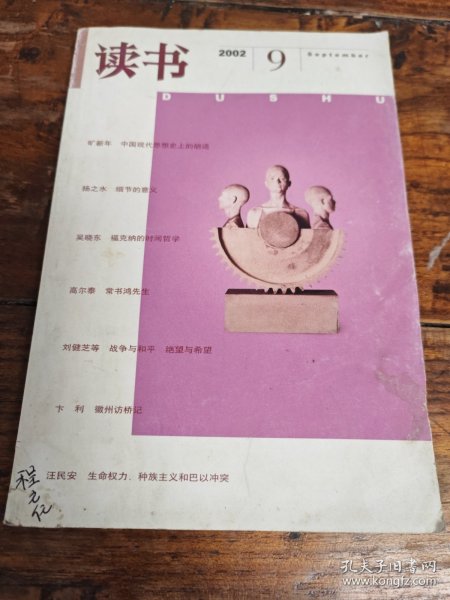 读书
2002 9 September
DUSHU
旷新年 中国现代思想史上的胡适
扬之水 细节的意义
吴晓东 福克纳的时间哲学
高尔泰 常书鸿先生
刘健芝等 战争与和平 绝望与希望
卞利 徽州访桥记
汪民安 生命权力、种族主义和巴以冲突
程元
孔夫子旧书网
www.kongfz.com